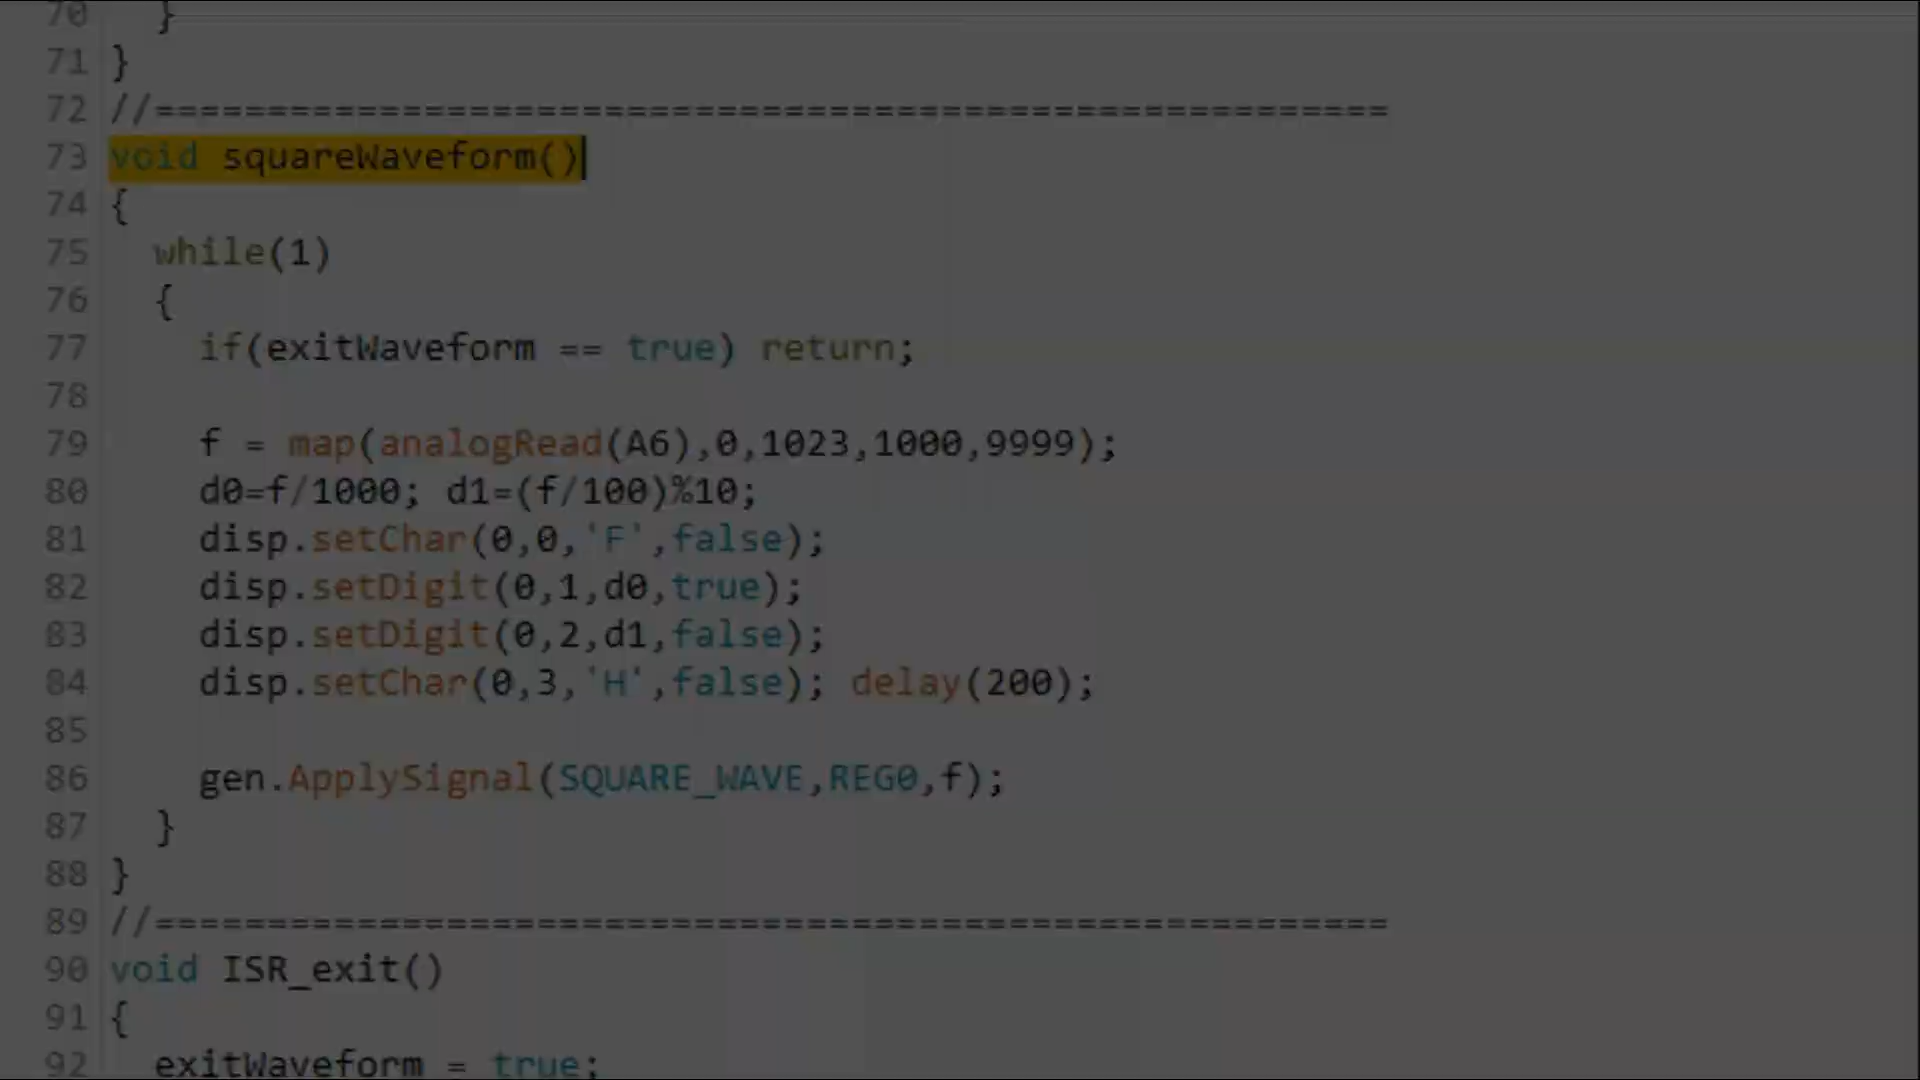 70 }
71 }
72 //=======================================================
73 void squareWaveform()
74 {
75 while(1)
76 {
77 if(exitWaveform == true) return;
78
79 f = map(analogRead(A6),0,1023,1000,9999);
80 d0=f/1000; d1=(f/100)%10;
81 disp.setChar(0,0,'F',false);
82 disp.setDigit(0,1,d0,true);
83 disp.setDigit(0,2,d1,false);
84 disp.setChar(0,3,'H',false); delay(200);
85
86 gen.ApplySignal(SQUARE_WAVE,REG0,f);
87 }
88 }
89 //=======================================================
90 void ISR_exit()
91 {
92 exitWaveform = true;